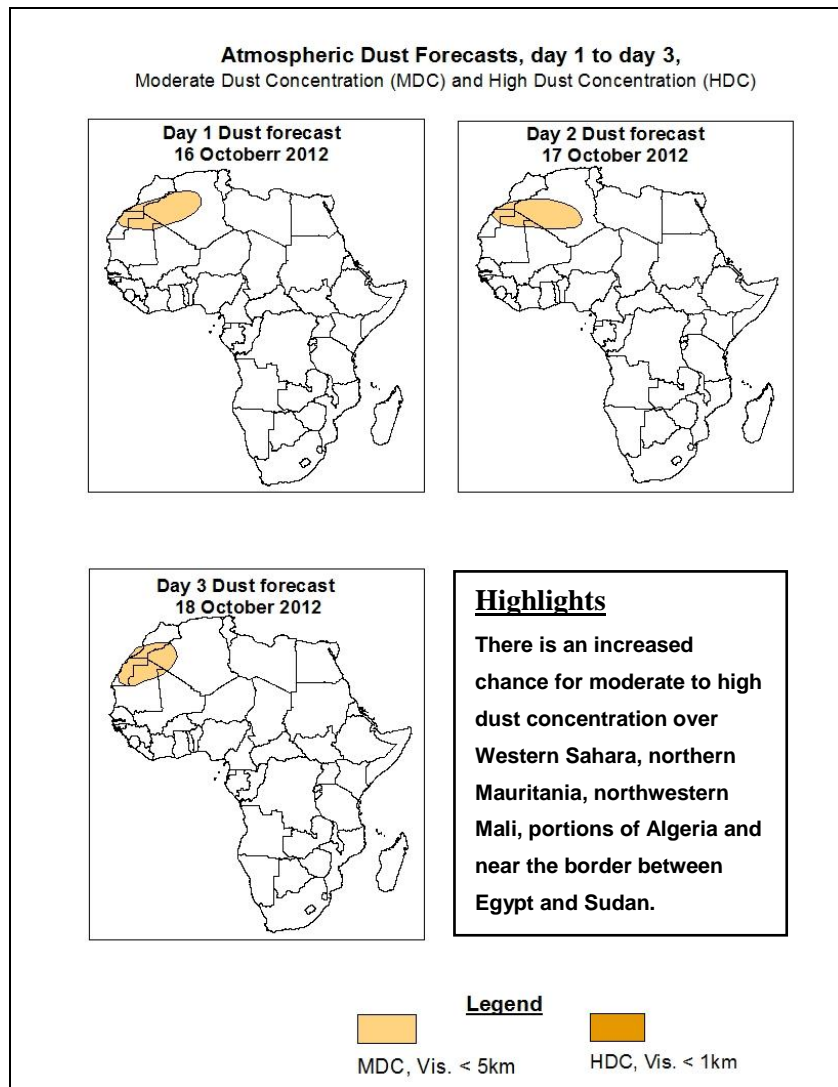 Atmospheric Dust Forecasts, day 1 to day 3,
Moderate Dust Concentration (MDC) and High Dust Concentration (HDC)
Day 1 Dust forecast
16 Octoberr 2012
Day 2 Dust forecast
17 October 2012
Day 3 Dust forecast
18 October 2012
Highlights
There is an increased
chance for moderate to high
dust concentration over
Western Sahara, northern
Mauritania, northwestern
Mali, portions of Algeria and
near the border between
Egypt and Sudan.
Legend
MDC, Vis. < 5km
HDC, Vis. < 1km